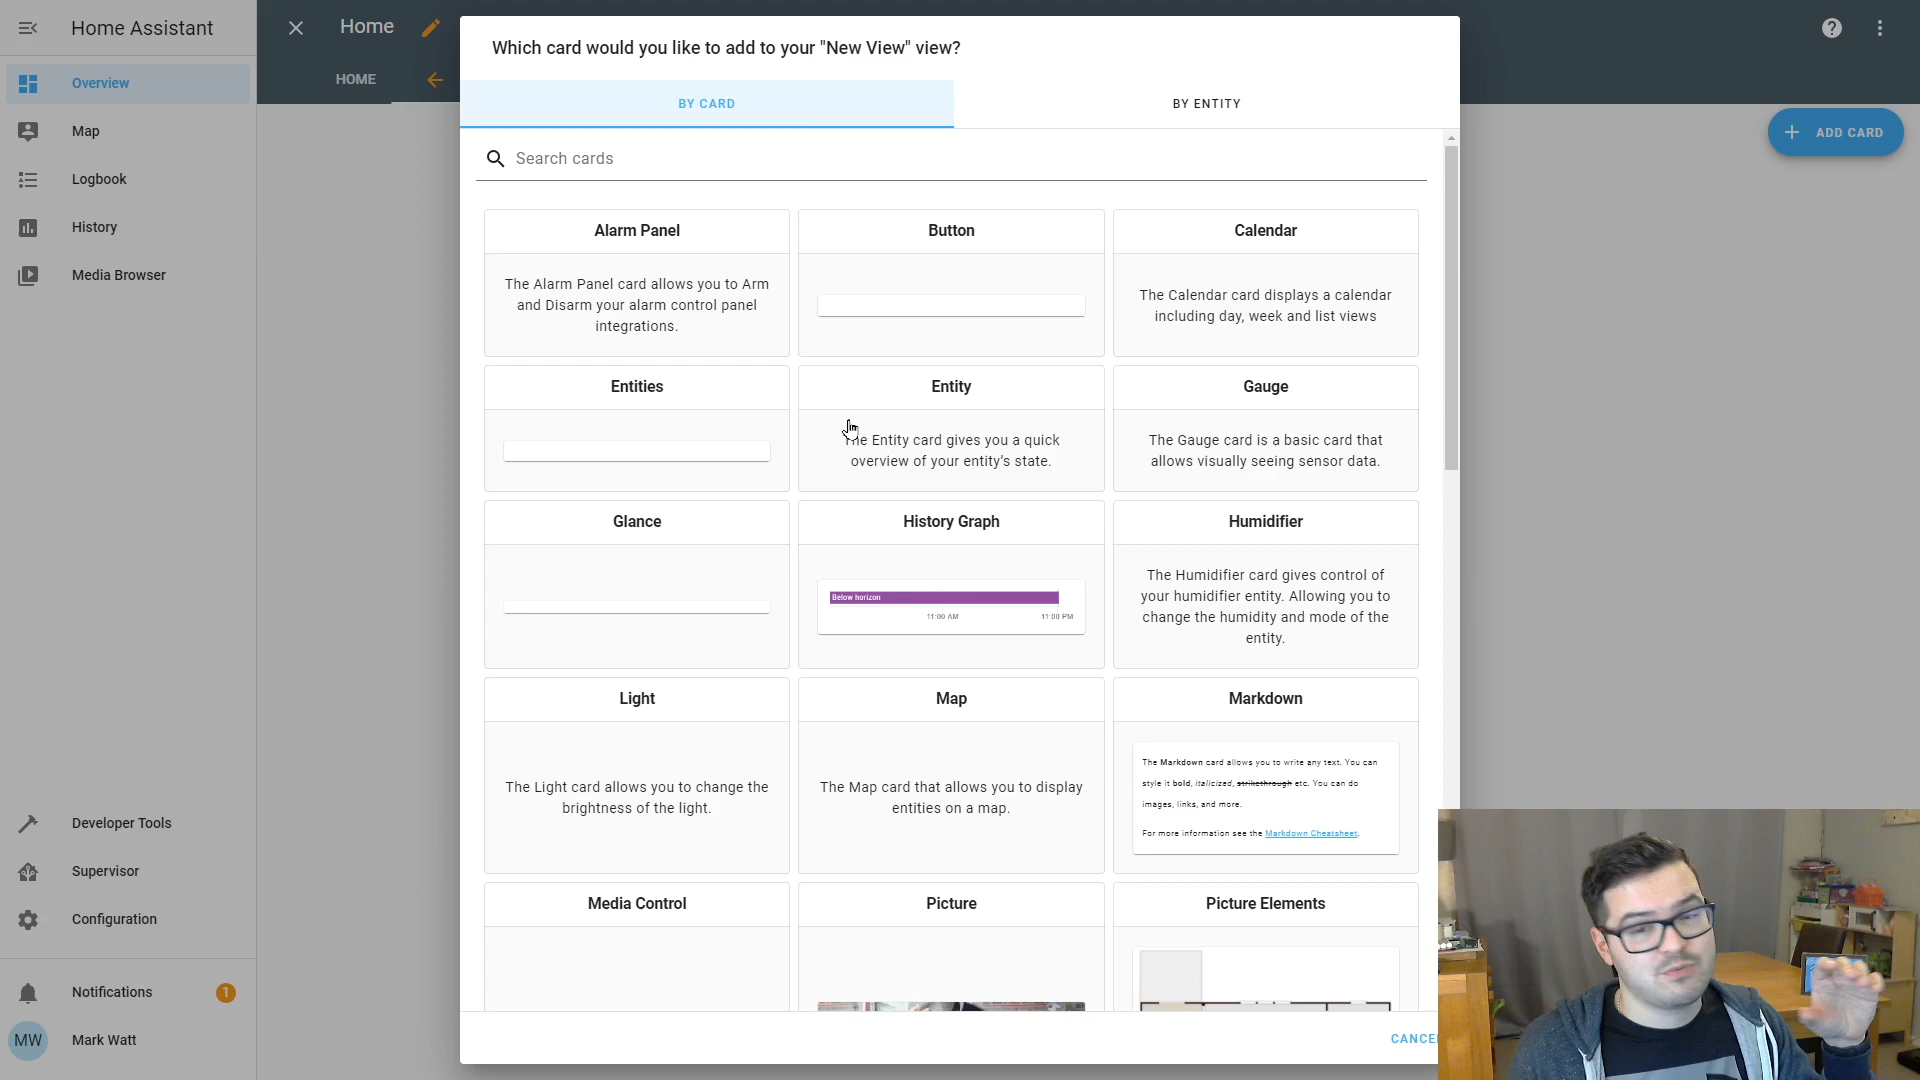 Home Assistant
Home
Which card would you like to add to your "New View" view?
Overview
HOME
BY CARD
BY ENTITY
Map
ADD CARD
Search cards
Logbook
History
Media Browser
Alarm Panel
Button
Calendar
The Alarm Panel card allows you to Arm
and Disarm your alarm control panel
integrations.
The Calendar card displays a calendar
including day, week and list views
Entities
Entity
Gauge
The Entity card gives you a quick
overview of your entity's state.
The Gauge card is a basic card that
allows visually seeing sensor data.
Glance
History Graph
Humidifier
Below horizon
11:00 AM
11:00 PM
The Humidifier card gives control of
your humidifier entity. Allowing you to
change the humidity and mode of the
entity.
Light
Map
Markdown
The Light card allows you to change the
brightness of the light.
The Map card that allows you to display
entities on a map.
The Markdown card allows you to write any text. You can
style it bold, italicized, strikethrough etc. You can do
images, links, and more.
For more information see the Markdown Cheatsheet.
Developer Tools
Supervisor
Configuration
Media Control
Picture
Picture Elements
Notifications
1
MW
Mark Watt
CANCE